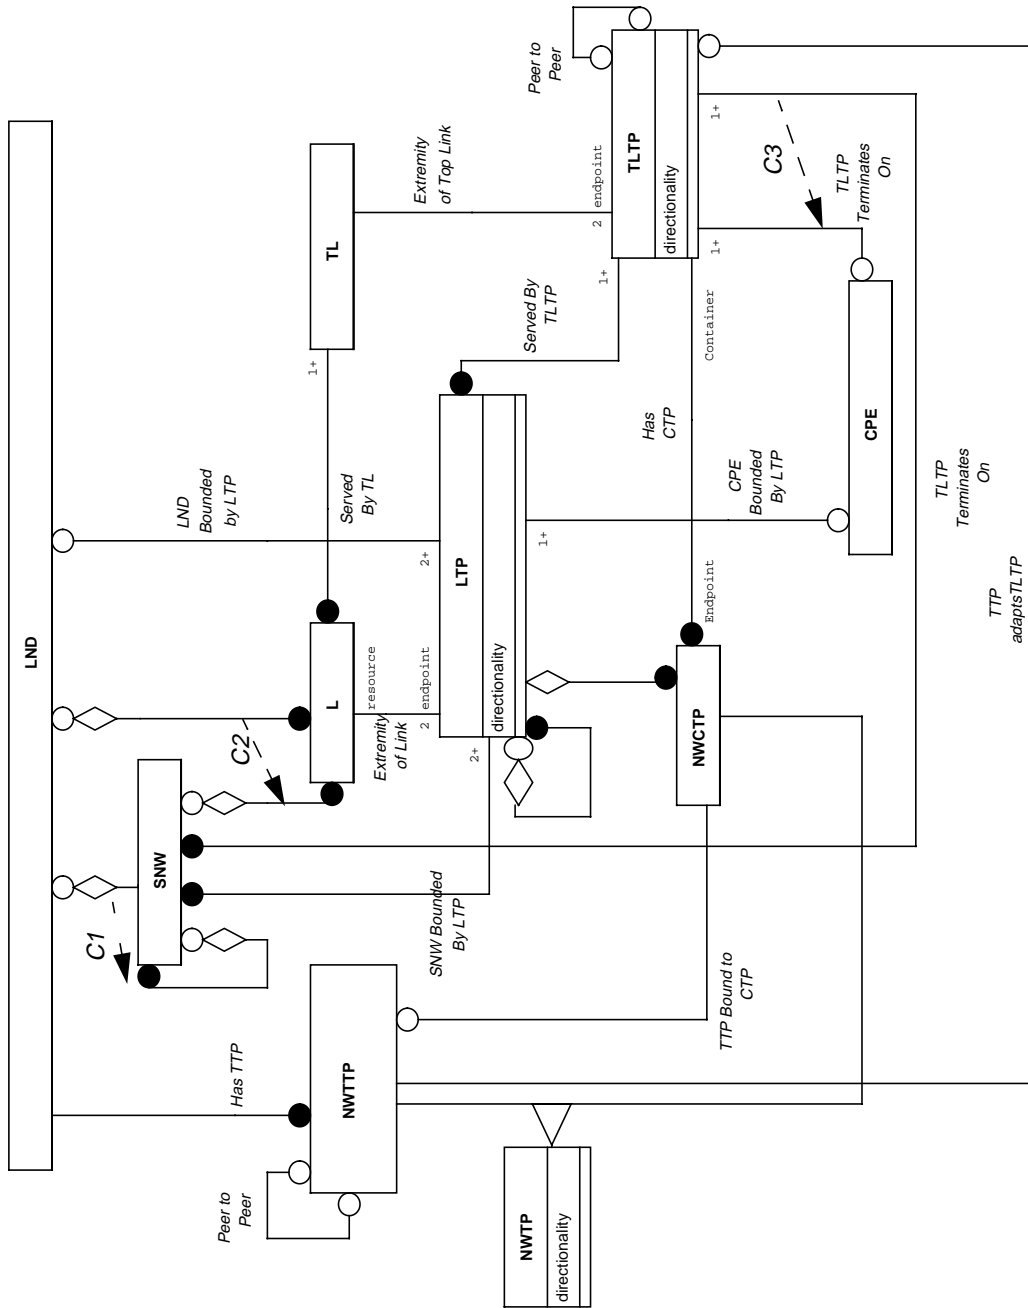 LND
Has TTP
Peer to
Peer
NWTTP
NWTP
directionality
C1
SNW
C2
SNW Bounded
By LTP
TTP Bound to
CTP
L
resource
Extremity
of Link
2 endpoint
2+
LND
Bounded
by LTP
2+
Served
By TL
1+
TL
Extremity
of Top Link
2 endpoint
LTP
directionality
1+
CPE
Bounded
By LTP
NWCTP
Endpoint
Has
CTP
Container
Served By
TLTP
1+
TLTP
directionality
Peer to
Peer
1+
1+
C3
TLTP
Terminates
On
CPE
TLTP
Terminates
On
TTP
adaptsTLTP